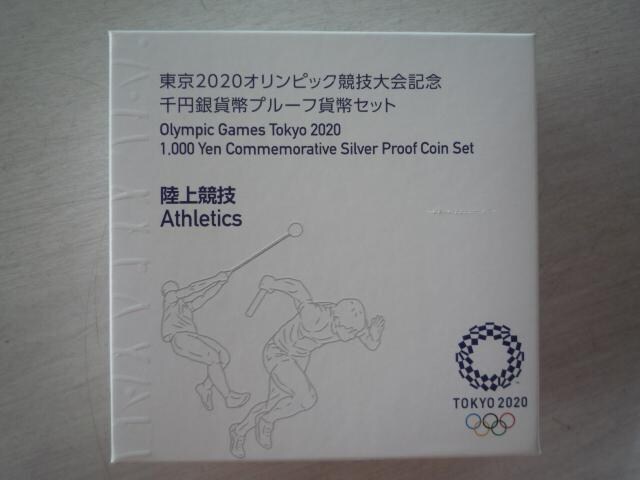 東京2020オリンピック競技大会記念
千円銀貨幣プルーフ貨幣セット
Olympic Games Tokyo 2020
1,000 Yen Commemorative Silver Proof Coin Set
陸上競技
Athletics
TOKYO 2020